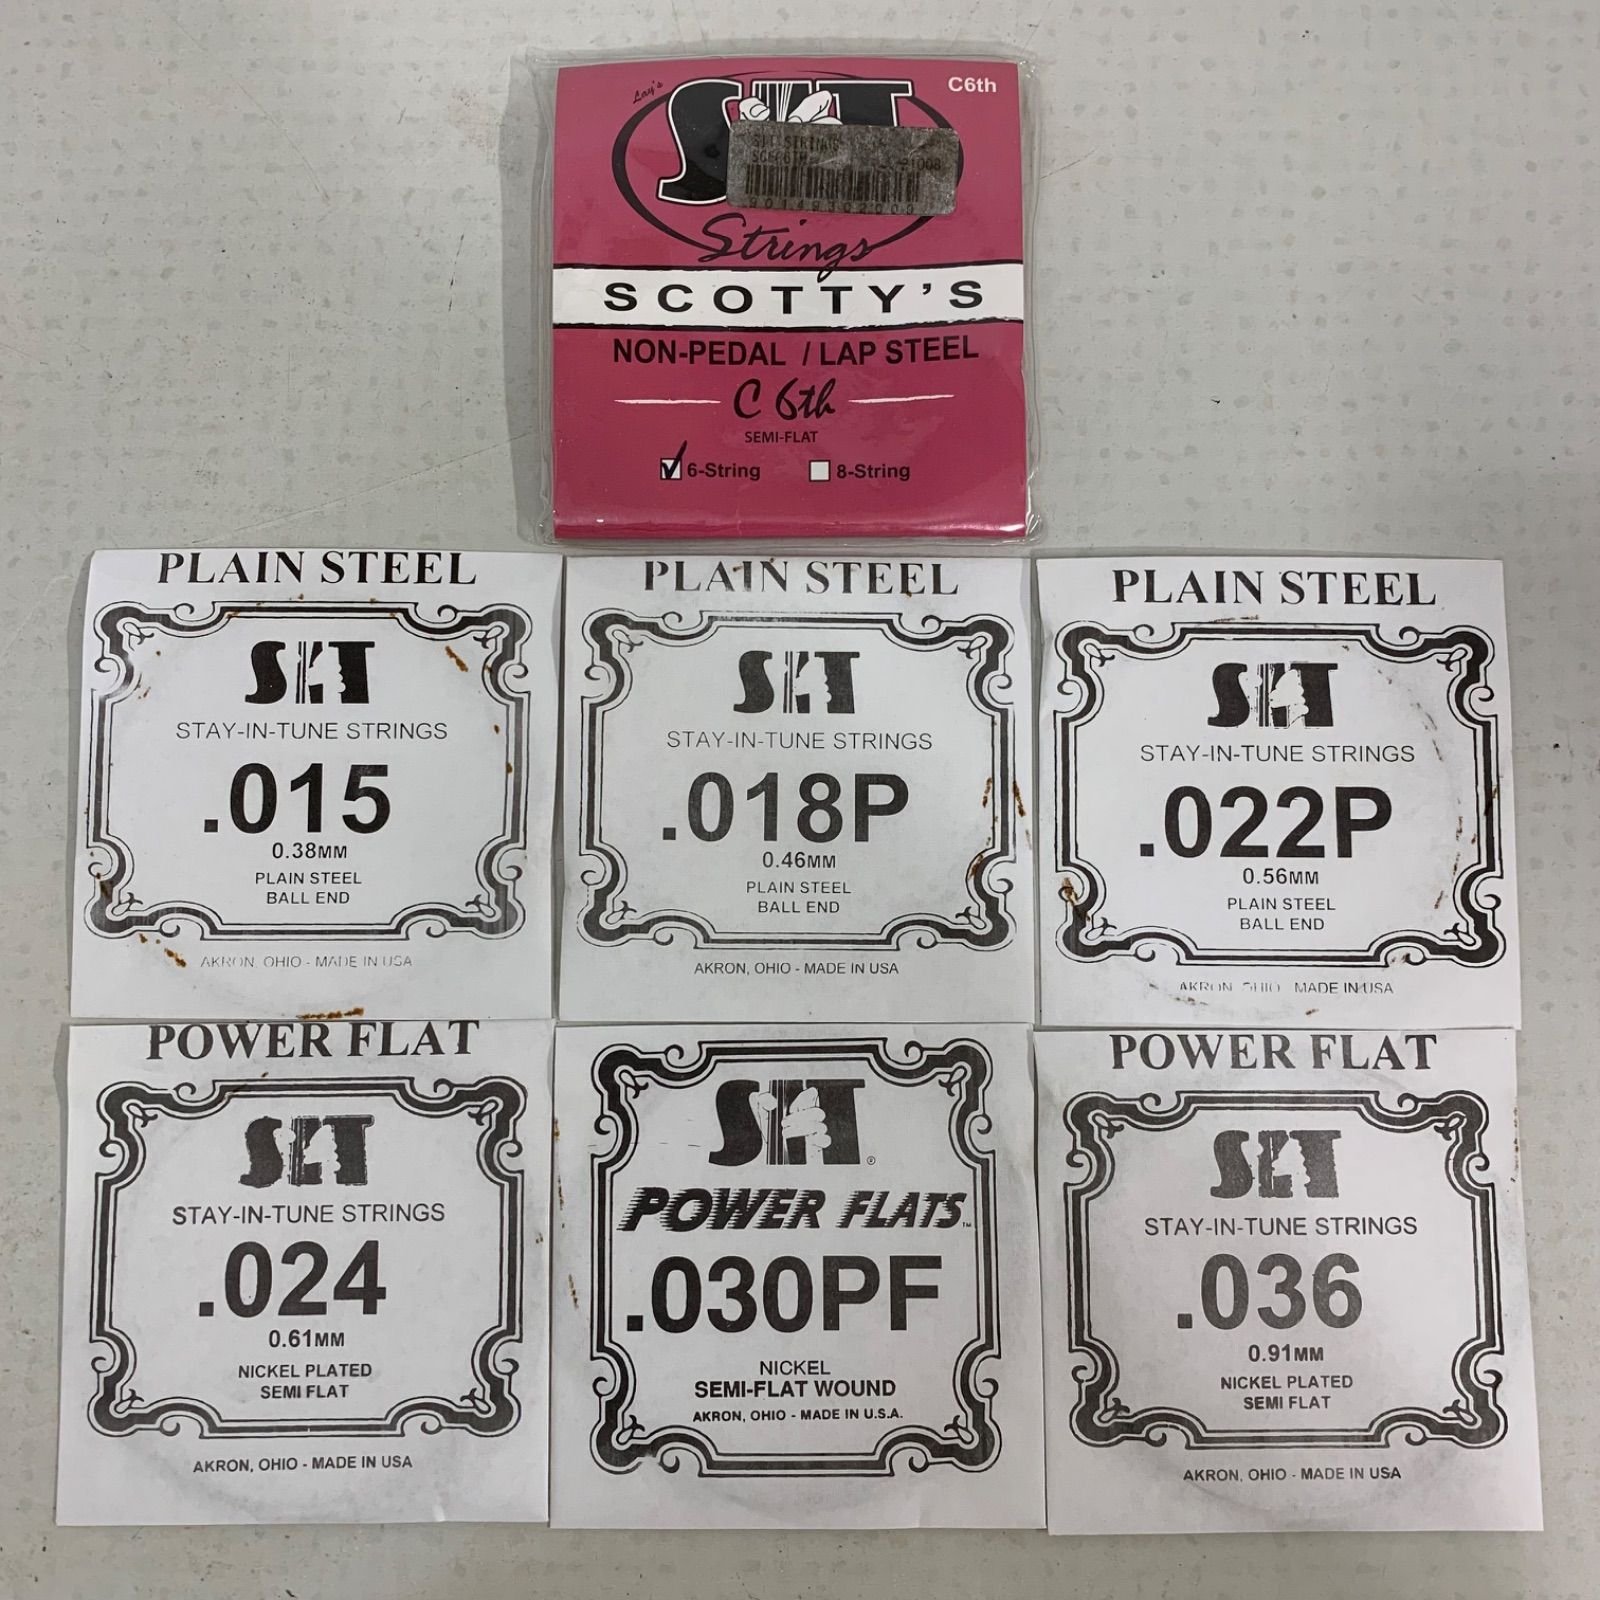 C6th
SIT
Strings
SCOTTY'S
NON-PEDAL / LAP STEEL
C 6th
SEMI-FLAT
6-String 8-String
PLAIN STEEL
SIT
STAY-IN-TUNE STRINGS
.015
0.38MM
PLAIN STEEL
BALL END
AKRON, OHIO - MADE IN USA
PLAIN STEEL
SIT
STAY-IN-TUNE STRINGS
.018P
0.46MM
PLAIN STEEL
BALL END
AKRON, OHIO - MADE IN USA
PLAIN STEEL
SIT
STAY-IN-TUNE STRINGS
.022P
0.56MM
PLAIN STEEL
BALL END
AKRON, OHIO - MADE IN USA
POWER FLAT
SIT
STAY-IN-TUNE STRINGS
.024
0.61MM
NICKEL PLATED
SEMI FLAT
AKRON, OHIO - MADE IN USA
SIT®
POWER FLATS™
.030PF
NICKEL
SEMI-FLAT WOUND
AKRON, OHIO - MADE IN U.S.A.
POWER FLAT
SIT
STAY-IN-TUNE STRINGS
.036
0.91MM
NICKEL PLATED
SEMI FLAT
AKRON, OHIO - MADE IN USA